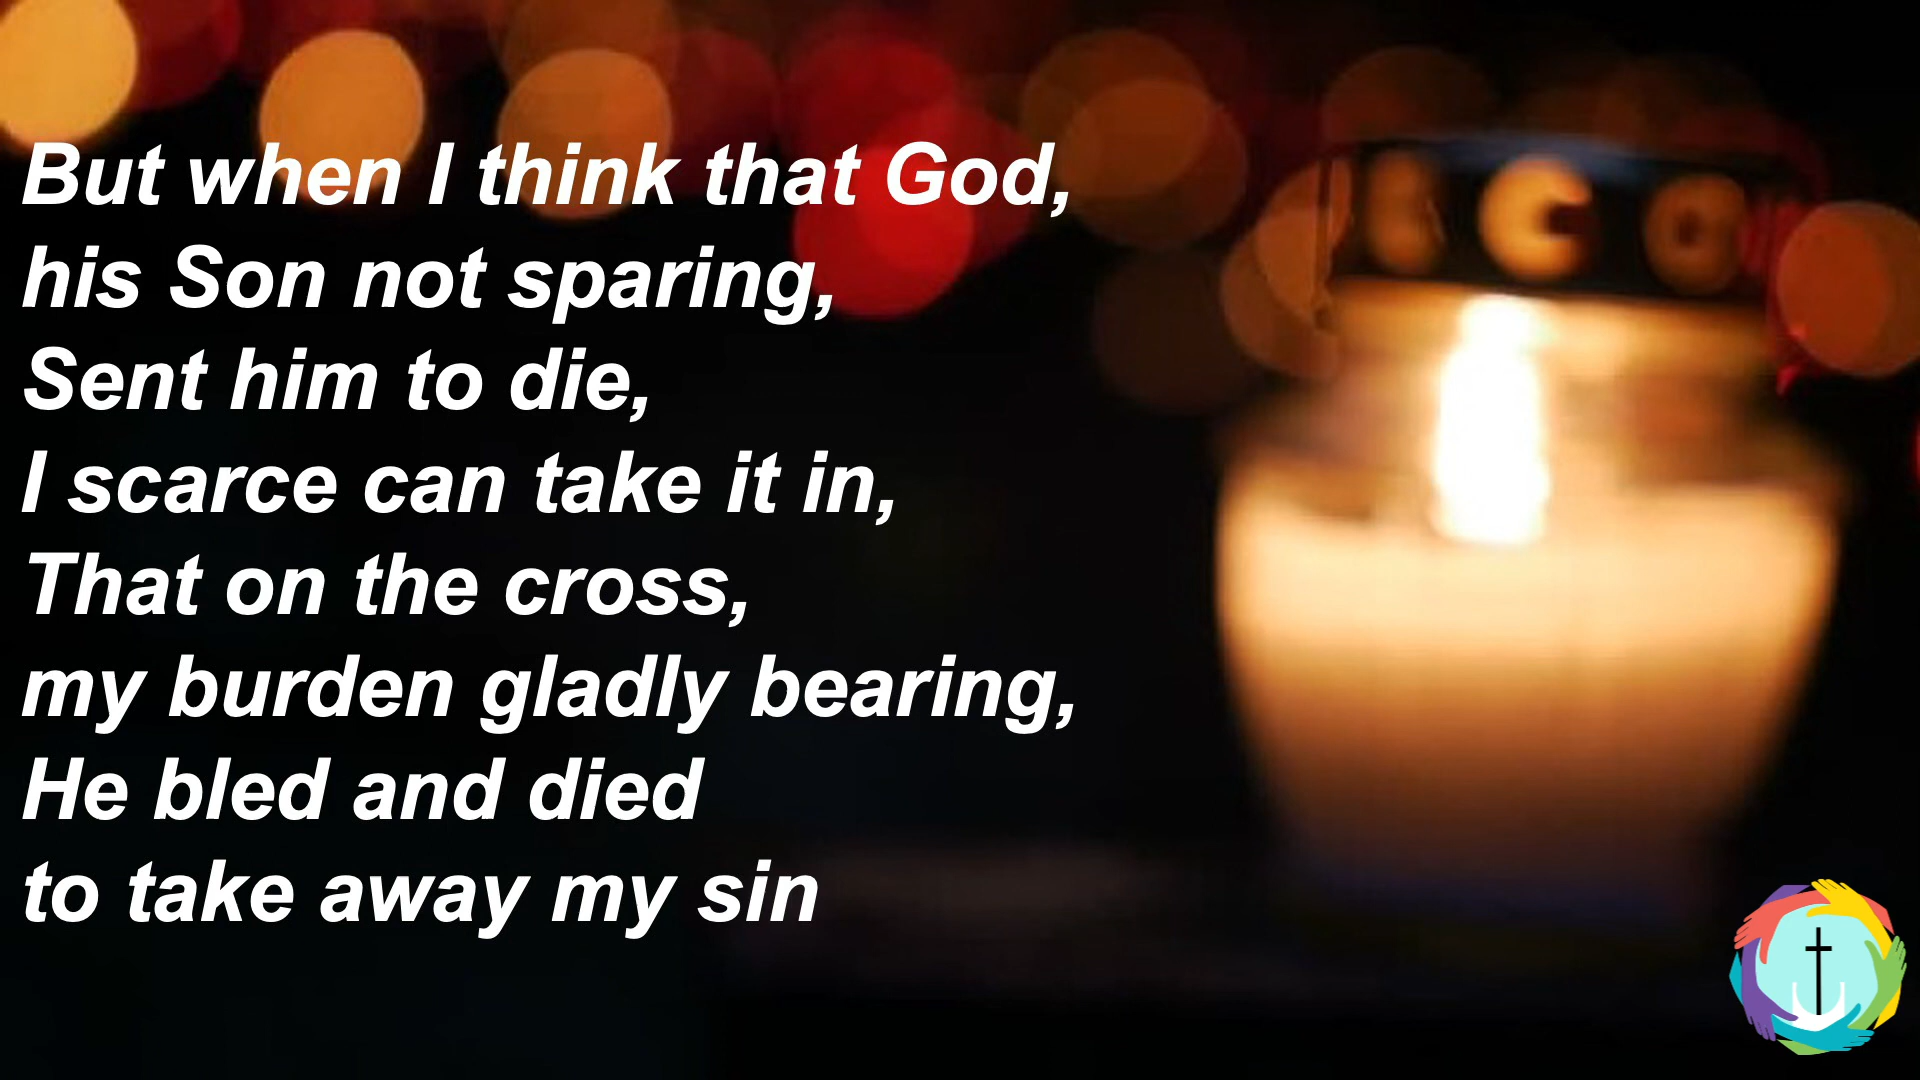 But when I think that God,
his Son not sparing,
Sent him to die,
I scarce can take it in,
That on the cross,
my burden gladly bearing,
He bled and died
to take away my sin